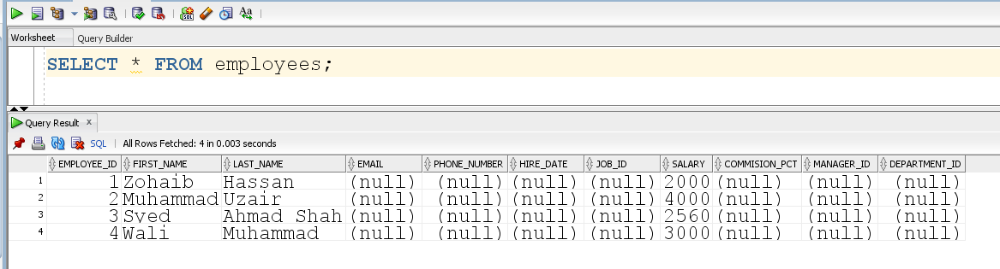 Worksheet Query Builder
SELECT * FROM employees;
Query Result x
SQL | All Rows Fetched: 4 in 0.003 seconds
EMPLOYEE_ID FIRST_NAME LAST_NAME EMAIL PHONE_NUMBER HIRE_DATE JOB_ID SALARY COMMISION_PCT MANAGER_ID DEPARTMENT_ID
1 1 Zohaib Hassan (null) (null) (null) (null) 2000 (null) (null) (null)
2 2 Muhammad Uzair (null) (null) (null) (null) 4000 (null) (null) (null)
3 3 Syed Ahmad Shah (null) (null) (null) (null) 2560 (null) (null) (null)
4 4 Wali Muhammad (null) (null) (null) (null) 3000 (null) (null) (null)